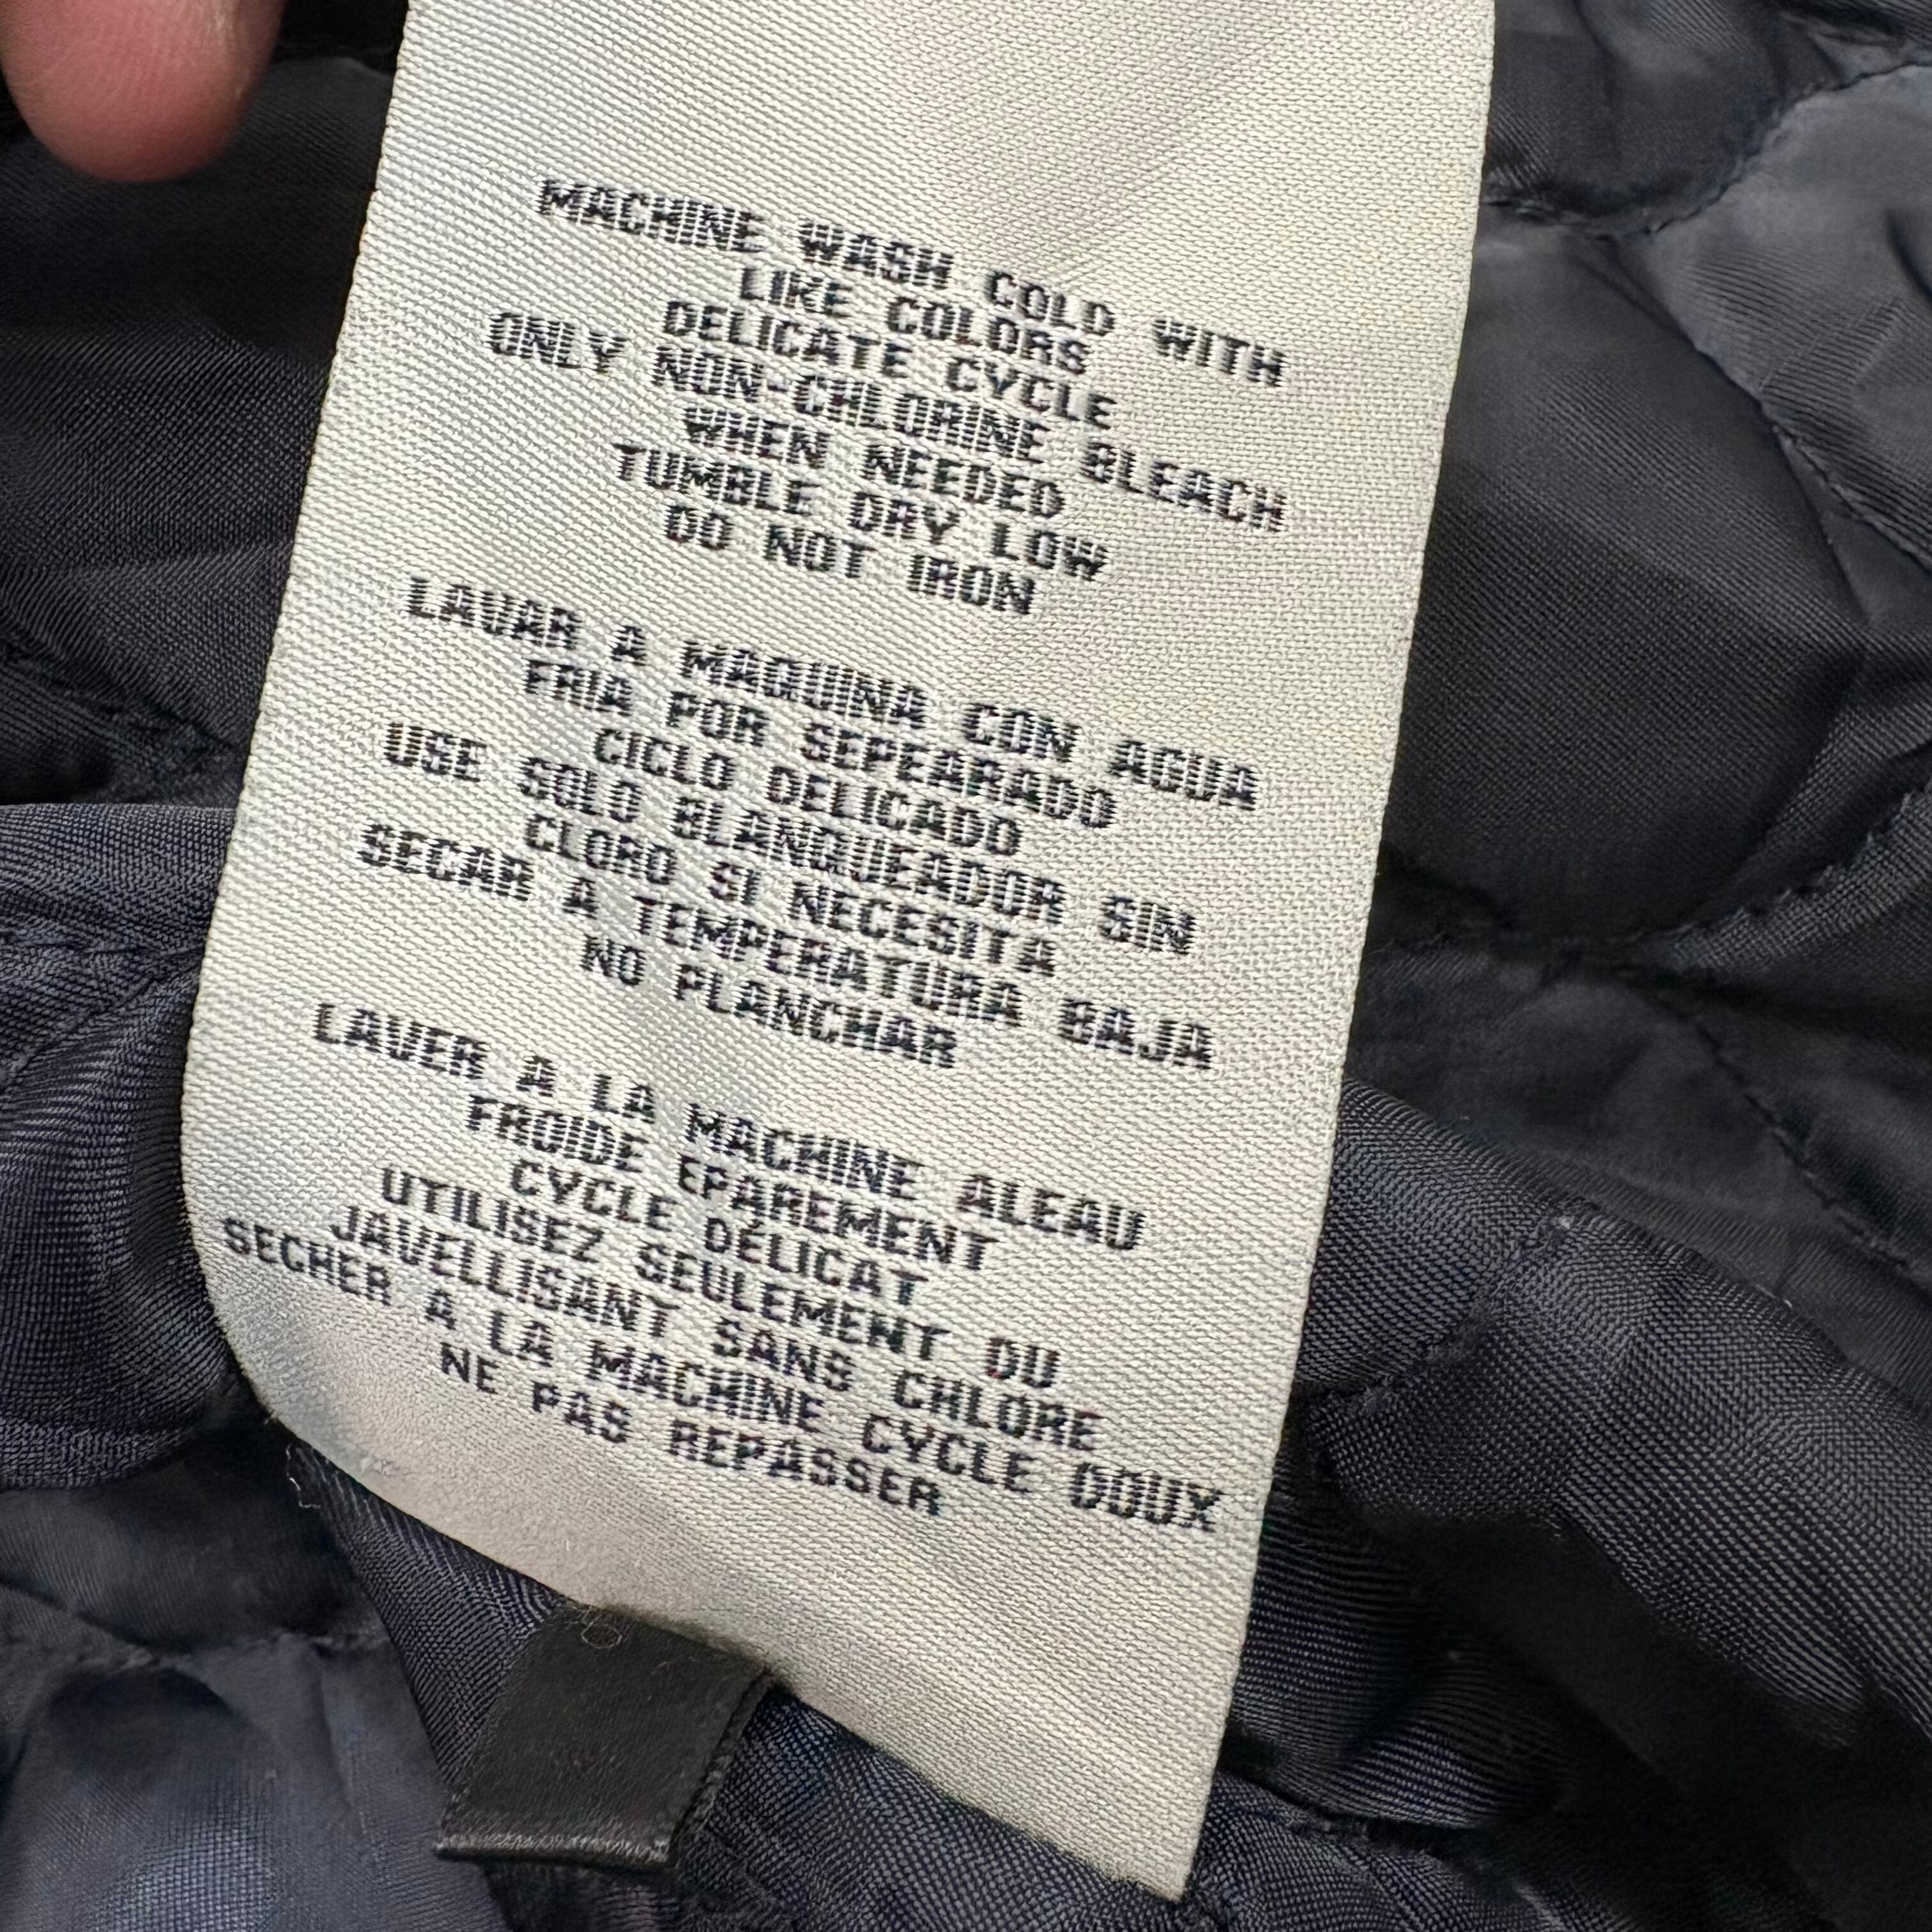 MACHINE WASH COLD WITH
LIKE COLORS
DELICATE CYCLE
ONLY NON-CHLORINE BLEACH
WHEN NEEDED
TUMBLE DRY LOW
DO NOT IRON
LAVAR A MAQUINA CON AGUA
FRIA POR SEPEARADO
CICLO DELICADO
USE SOLO BLANQUEADOR SIN
CLORO SI NECESITA
SECAR A TEMPERATURA BAJA
NO PLANCHAR
LAVER A LA MACHINE ALEAU
FROIDE EPAREMENT
CYCLE DÉLICAT
UTILISEZ SEULEMENT DU
JAVELLISANT SANS CHLORE
SECHER A LA MACHINE CYCLE DOUX
NE PAS REPASSER